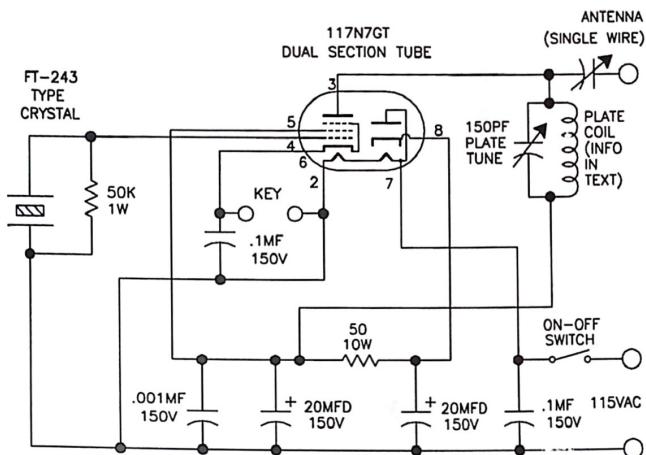 117N7GT
DUAL SECTION TUBE
ANTENNA
(SINGLE WIRE)
FT-243
TYPE
CRYSTAL
3
5
4
6
2
7
8
150PF
PLATE
TUNE
PLATE
COIL
(INFO
IN
TEXT)
50K
1W
KEY
.1MF
150V
50
10W
ON-OFF
SWITCH
.001MF
150V
+
20MFD
150V
+
20MFD
150V
.1MF
150V
115VAC